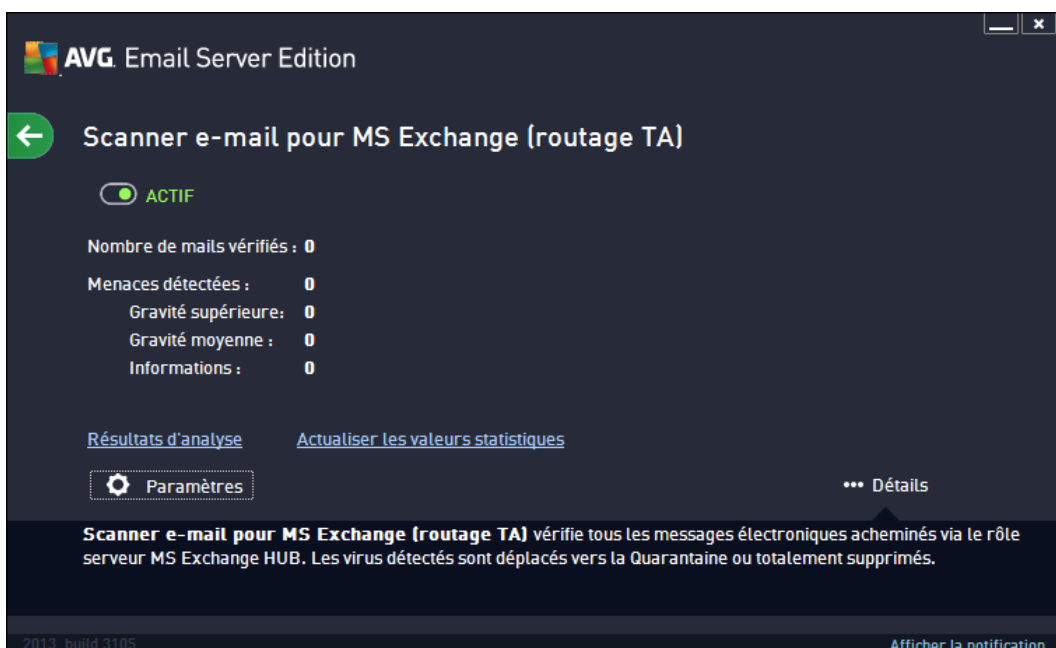 AVG. Email Server Edition
Scanner e-mail pour MS Exchange (routage TA)
ACTIF
Nombre de mails vérifiés : 0
Menaces détectées : 0
Gravité supérieure: 0
Gravité moyenne : 0
Informations : 0
Résultats d'analyse Actualiser les valeurs statistiques
Paramètres ••• Détails
Scanner e-mail pour MS Exchange (routage TA) vérifie tous les messages électroniques acheminés via le rôle
serveur MS Exchange HUB. Les virus détectés sont déplacés vers la Quarantaine ou totalement supprimés.
2013 build 3105 Afficher la notification